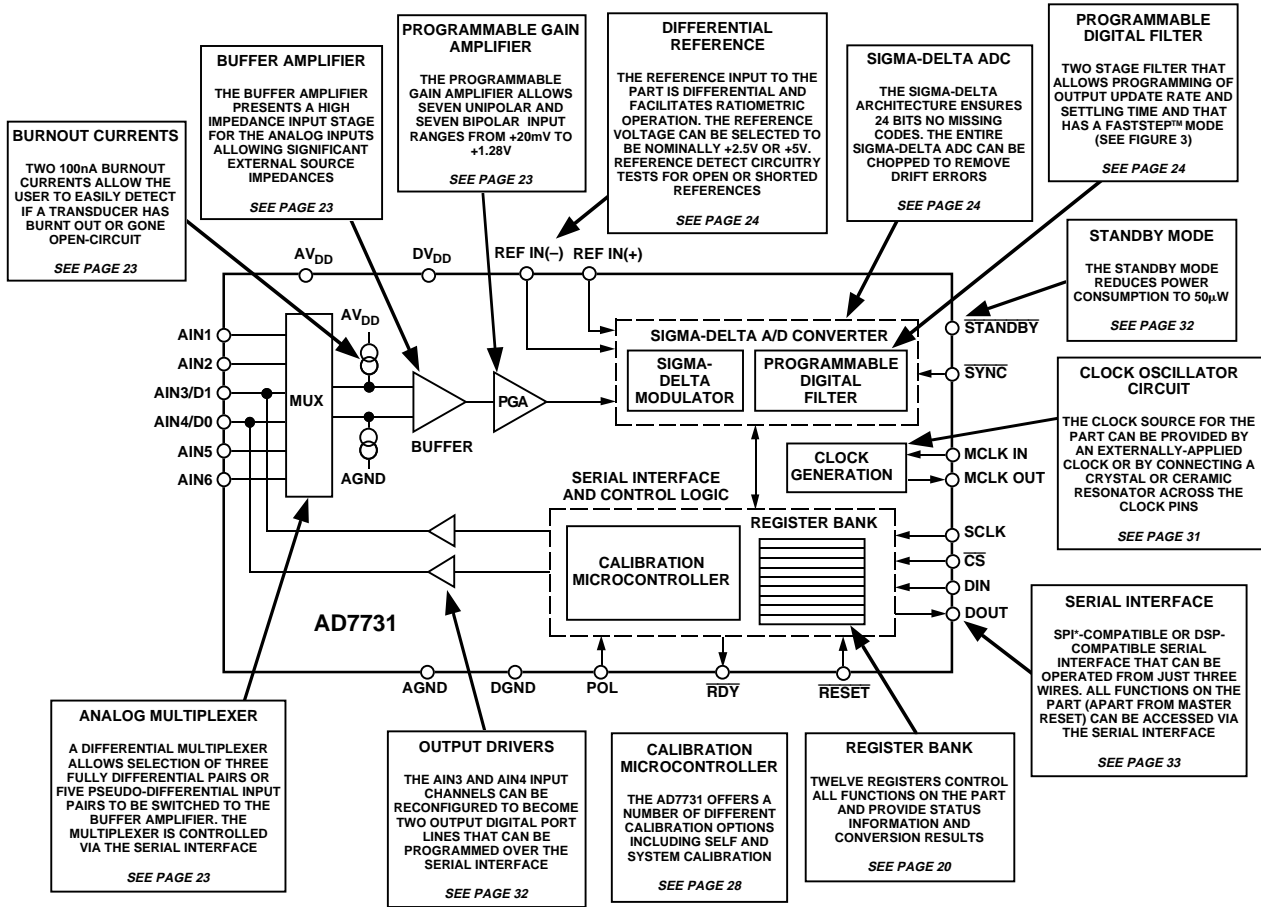 PROGRAMMABLE GAIN
AMPLIFIER
THE PROGRAMMABLE
GAIN AMPLIFIER ALLOWS
SEVEN UNIPOLAR AND
SEVEN BIPOLAR INPUT
RANGES FROM +20mV TO
+1.28V
SEE PAGE 23
DIFFERENTIAL
REFERENCE
THE REFERENCE INPUT TO THE
PART IS DIFFERENTIAL AND
FACILITATES RATIOMETRIC
OPERATION. THE REFERENCE
VOLTAGE CAN BE SELECTED TO
BE NOMINALLY +2.5V OR +5V.
REFERENCE DETECT CIRCUITRY
TESTS FOR OPEN OR SHORTED
REFERENCES
SEE PAGE 24
PROGRAMMABLE
DIGITAL FILTER
TWO STAGE FILTER THAT
ALLOWS PROGRAMMING OF
OUTPUT UPDATE RATE AND
SETTLING TIME AND THAT
HAS A FASTSTEP™ MODE
(SEE FIGURE 3)
SEE PAGE 24
BUFFER AMPLIFIER
THE BUFFER AMPLIFIER
PRESENTS A HIGH
IMPEDANCE INPUT STAGE
FOR THE ANALOG INPUTS
ALLOWING SIGNIFICANT
EXTERNAL SOURCE
IMPEDANCES
SEE PAGE 23
SIGMA-DELTA ADC
THE SIGMA-DELTA
ARCHITECTURE ENSURES
24 BITS NO MISSING
CODES. THE ENTIRE
SIGMA-DELTA ADC CAN BE
CHOPPED TO REMOVE
DRIFT ERRORS
SEE PAGE 24
BURNOUT CURRENTS
TWO 100nA BURNOUT
CURRENTS ALLOW THE
USER TO EASILY DETECT
IF A TRANSDUCER HAS
BURNT OUT OR GONE
OPEN-CIRCUIT
SEE PAGE 23
STANDBY MODE
THE STANDBY MODE
REDUCES POWER
CONSUMPTION TO 50µW
SEE PAGE 32
AVDD
DVDD
REF IN(–)
REF IN(+)
AIN1
AIN2
AIN3/D1
AIN4/D0
AIN5
AIN6
MUX
AVDD
AGND
BUFFER
PGA
SIGMA-DELTA A/D CONVERTER
SIGMA-
DELTA
MODULATOR
PROGRAMMABLE
DIGITAL
FILTER
STANDBY
SYNC
CLOCK
GENERATION
MCLK IN
MCLK OUT
CLOCK OSCILLATOR
CIRCUIT
THE CLOCK SOURCE FOR THE
PART CAN BE PROVIDED BY
AN EXTERNALLY-APPLIED
CLOCK OR BY CONNECTING A
CRYSTAL OR CERAMIC
RESONATOR ACROSS THE
CLOCK PINS
SEE PAGE 31
SERIAL INTERFACE
AND CONTROL LOGIC
REGISTER BANK
CALIBRATION
MICROCONTROLLER
SCLK
CS
DIN
DOUT
AD7731
AGND
DGND
POL
RDY
RESET
SERIAL INTERFACE
SPI*-COMPATIBLE OR DSP-
COMPATIBLE SERIAL
INTERFACE THAT CAN BE
OPERATED FROM JUST THREE
WIRES. ALL FUNCTIONS ON THE
PART (APART FROM MASTER
RESET) CAN BE ACCESSED VIA
THE SERIAL INTERFACE
SEE PAGE 33
ANALOG MULTIPLEXER
A DIFFERENTIAL MULTIPLEXER
ALLOWS SELECTION OF THREE
FULLY DIFFERENTIAL PAIRS OR
FIVE PSEUDO-DIFFERENTIAL INPUT
PAIRS TO BE SWITCHED TO THE
BUFFER AMPLIFIER. THE
MULTIPLEXER IS CONTROLLED
VIA THE SERIAL INTERFACE
SEE PAGE 23
OUTPUT DRIVERS
THE AIN3 AND AIN4 INPUT
CHANNELS CAN BE
RECONFIGURED TO BECOME
TWO OUTPUT DIGITAL PORT
LINES THAT CAN BE
PROGRAMMED OVER THE
SERIAL INTERFACE
SEE PAGE 32
CALIBRATION
MICROCONTROLLER
THE AD7731 OFFERS A
NUMBER OF DIFFERENT
CALIBRATION OPTIONS
INCLUDING SELF AND
SYSTEM CALIBRATION
SEE PAGE 28
REGISTER BANK
TWELVE REGISTERS CONTROL
ALL FUNCTIONS ON THE PART
AND PROVIDE STATUS
INFORMATION AND
CONVERSION RESULTS
SEE PAGE 20